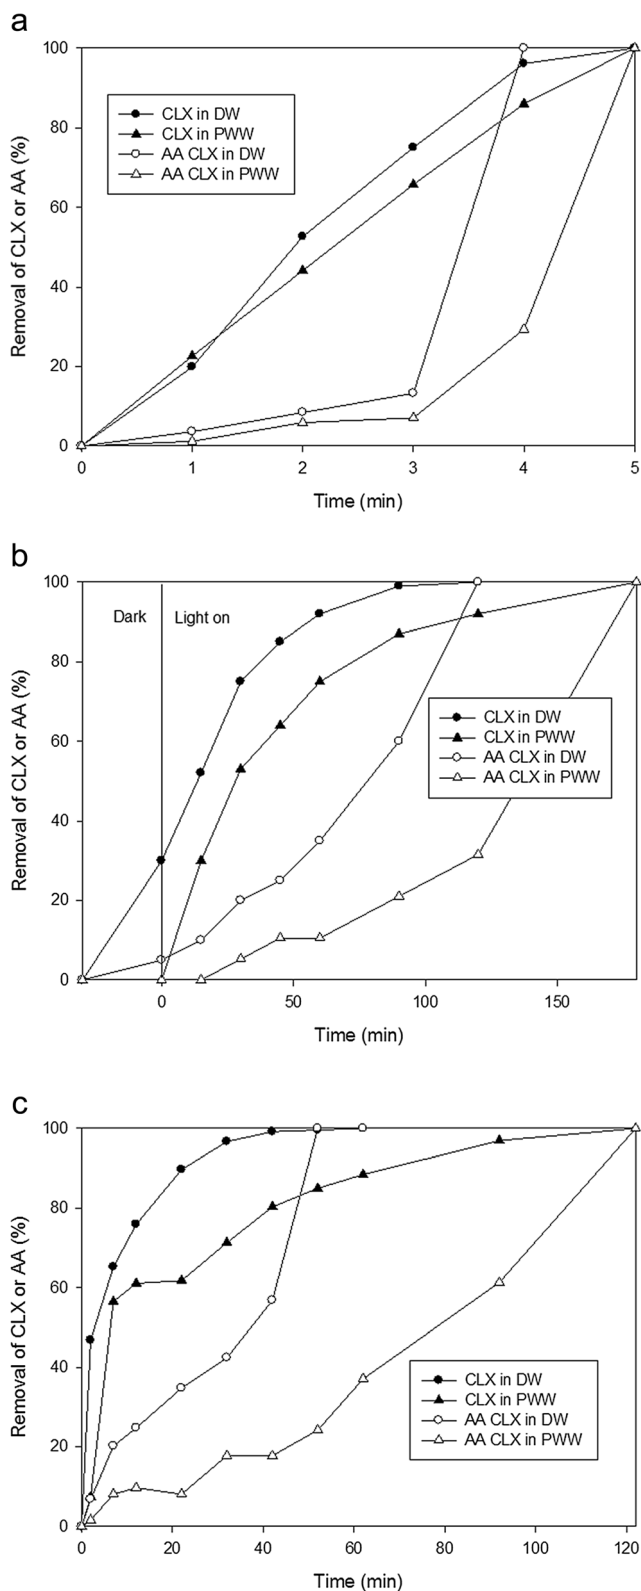 a
100
80
60
40
20
0
Removal of CLX or AA (%)
CLX in DW
CLX in PWW
AA CLX in DW
AA CLX in PWW
0 1 2 3 4 5
Time (min)
b
100
80
60
40
20
0
Removal of CLX or AA (%)
Dark Light on
CLX in DW
CLX in PWW
AA CLX in DW
AA CLX in PWW
0 50 100 150
Time (min)
c
100
80
60
40
20
0
Removal of CLX or AA (%)
CLX in DW
CLX in PWW
AA CLX in DW
AA CLX in PWW
0 20 40 60 80 100 120
Time (min)